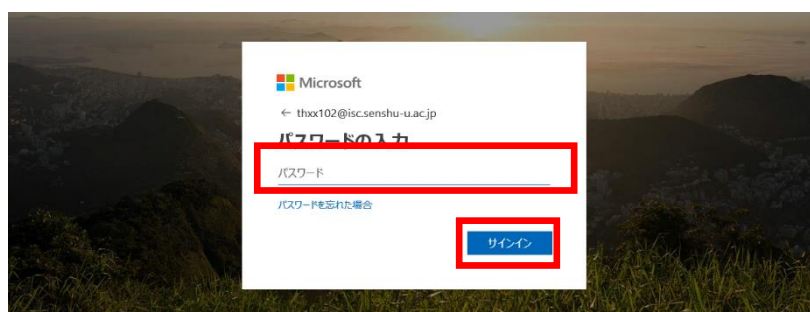 Microsoft
← thxx102@isc.senshu-u.ac.jp
パスワードの入力
パスワード
パスワードを忘れた場合
サインイン